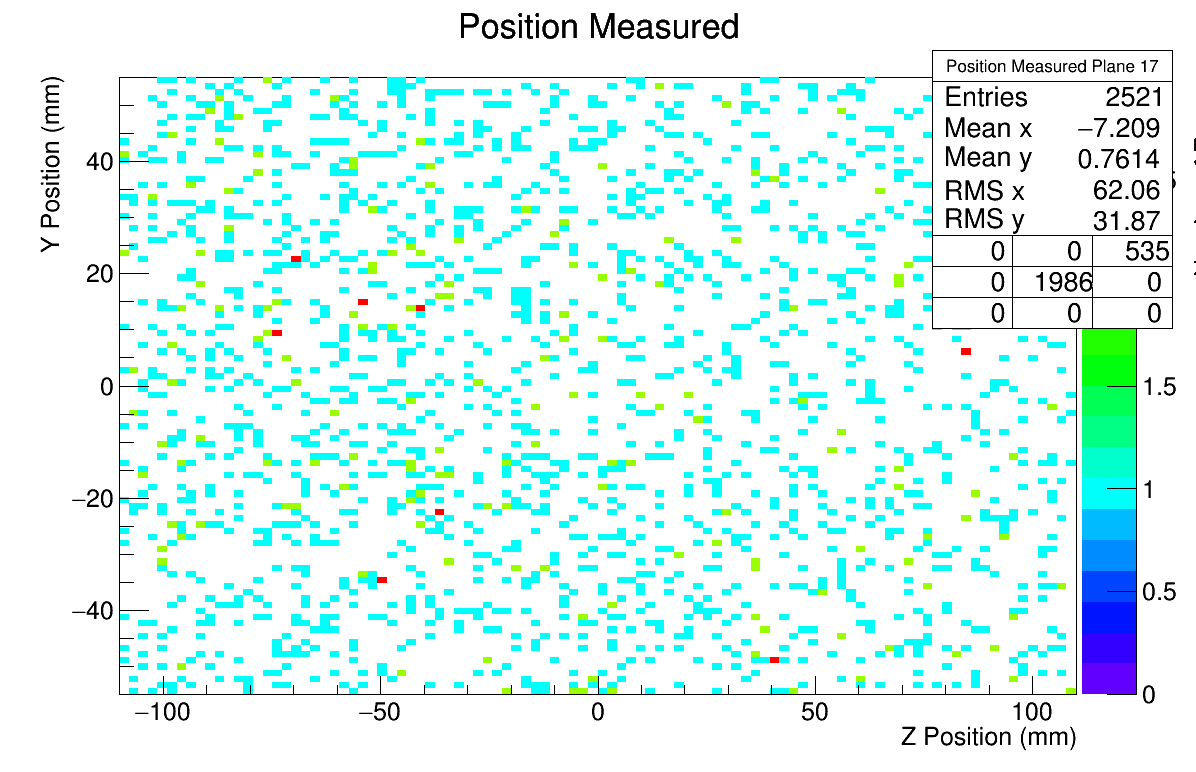 Position Measured
Position Measured Plane 17
Entries 2521
Mean x −7.209
Mean y 0.7614
RMS x 62.06
RMS y 31.87
0 0 535
0 1986 0
0 0 0
Y Position (mm)
40
20
0
−20
−40
1.5
1
0.5
0
−100 −50 0 50 100
Z Position (mm)